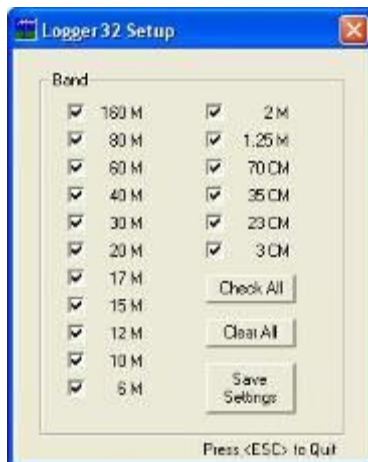 Logger32 Setup
Band
160 M
80 M
60 M
40 M
30 M
20 M
17 M
15 M
12 M
10 M
6 M
2 M
1.25 M
70 CM
35 CM
23 CM
3 CM
Check All
Clear All
Save
Settings
Press <ESC> to Quit